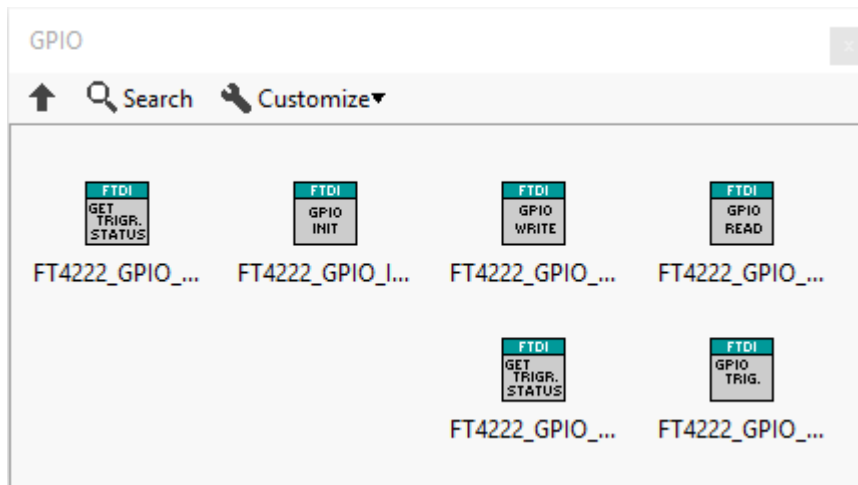 GPIO
Search Customize
FTDI FTDI FTDI FTDI
GET TRIGR. STATUS GPIO INIT GPIO WRITE GPIO READ
FT4222_GPIO_... FT4222_GPIO_I... FT4222_GPIO_... FT4222_GPIO_...
FTDI FTDI
GET TRIGR. STATUS GPIO TRIG.
FT4222_GPIO_... FT4222_GPIO_...